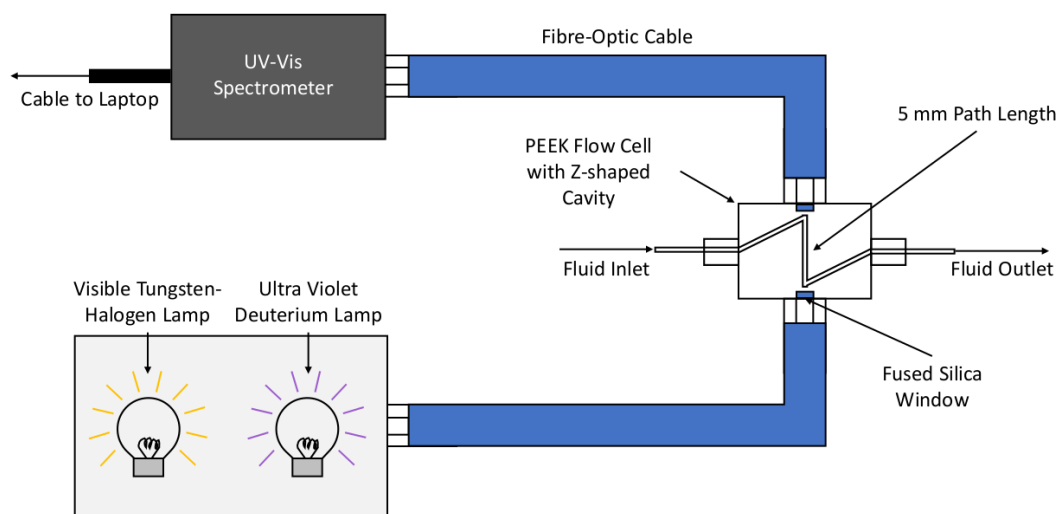 Fibre-Optic Cable
UV-Vis
Spectrometer
Cable to Laptop
5 mm Path Length
PEEK Flow Cell
with Z-shaped
Cavity
Fluid Inlet
Fluid Outlet
Visible Tungsten-
Halogen Lamp
Ultra Violet
Deuterium Lamp
Fused Silica
Window